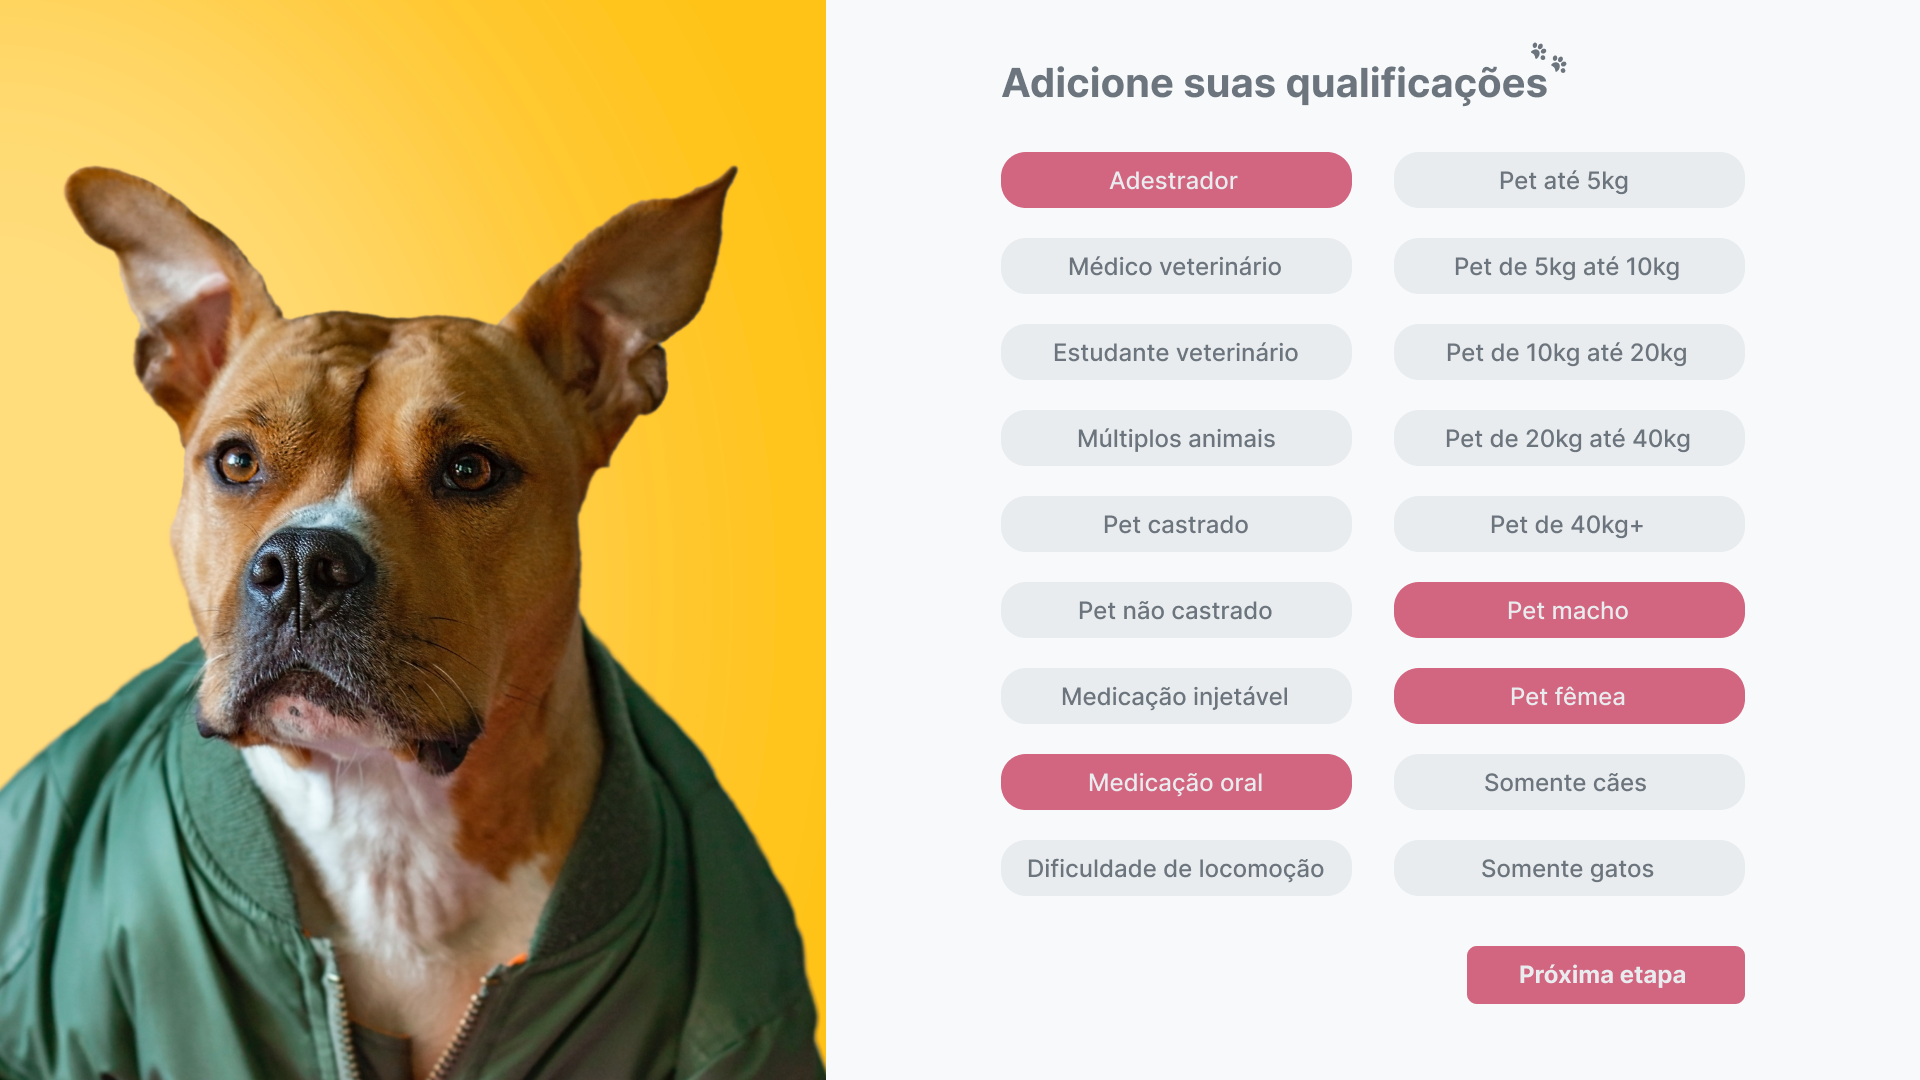 Adicione suas qualificações
Adestrador
Pet até 5kg
Médico veterinário
Pet de 5kg até 10kg
Estudante veterinário
Pet de 10kg até 20kg
Múltiplos animais
Pet de 20kg até 40kg
Pet castrado
Pet de 40kg+
Pet não castrado
Pet macho
Medicação injetável
Pet fêmea
Medicação oral
Somente cães
Dificuldade de locomoção
Somente gatos
Próxima etapa